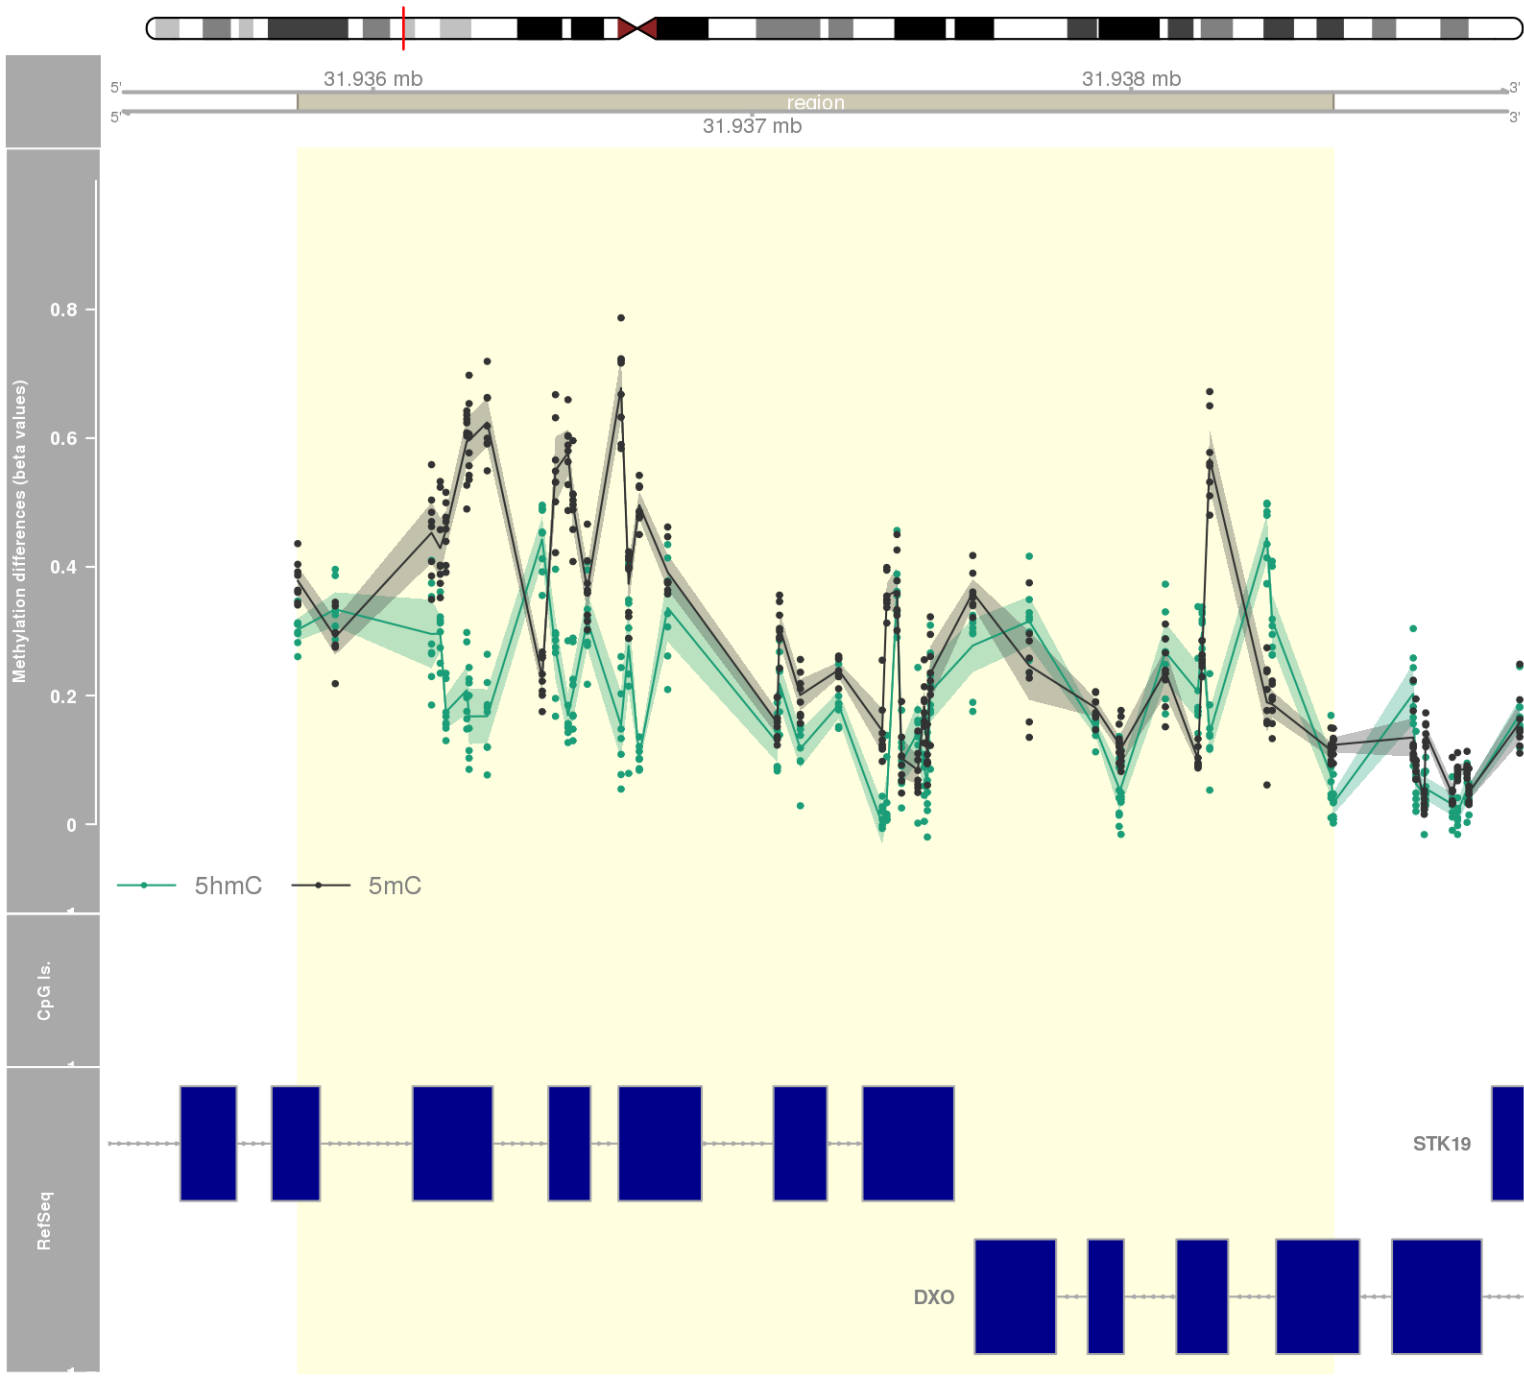 31.936 mb
31.938 mb
5'
3'
region
5'
3'
31.937 mb
Methylation differences (beta values)
0.8
0.6
0.4
0.2
0
5hmC
5mC
CpG Is.
RefSeq
STK19
DXO